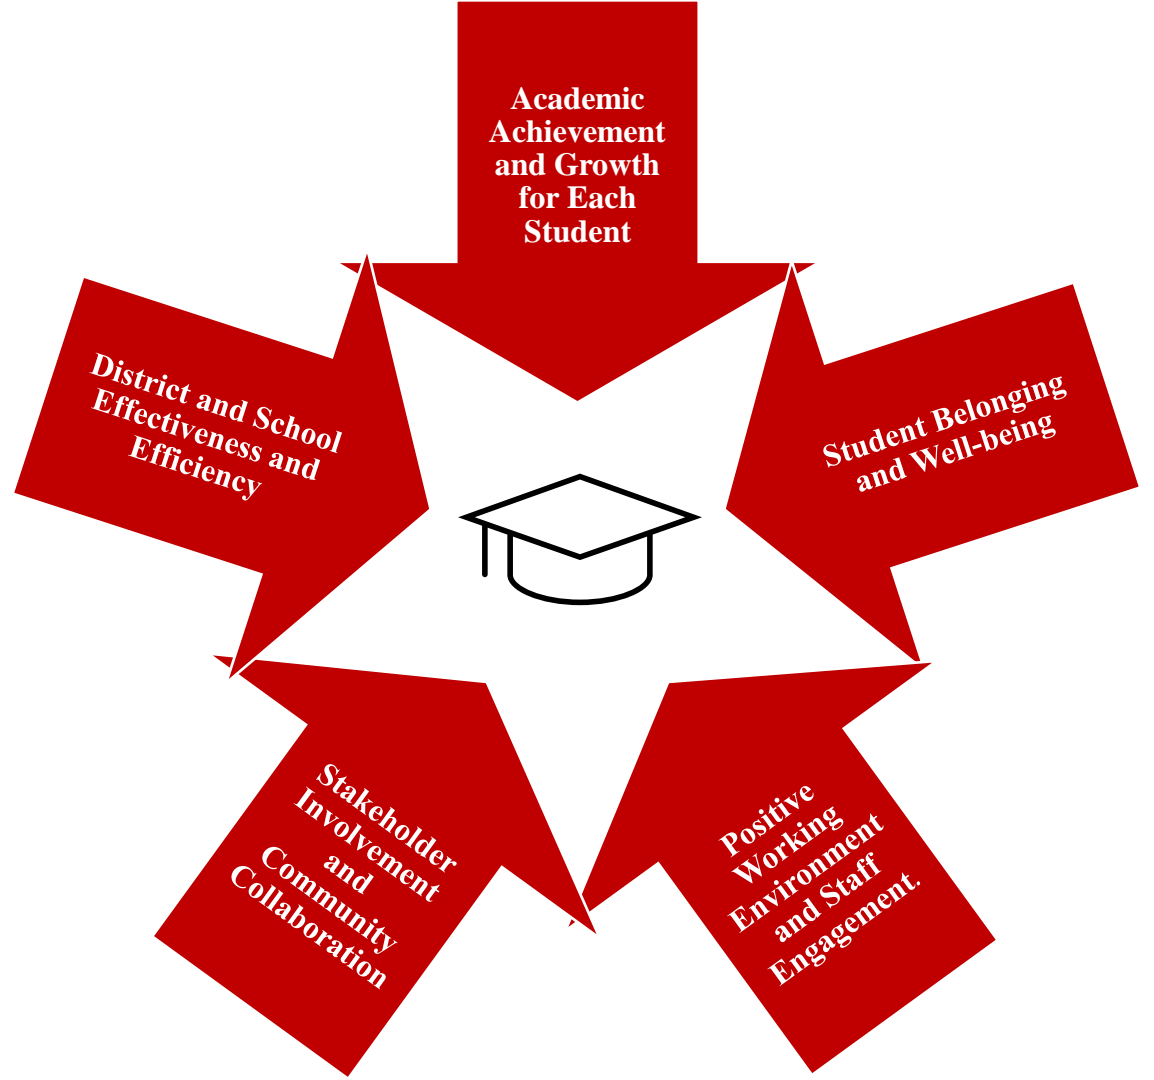 Academic
Achievement
and Growth
for Each
Student
Student Belonging
and Well-being
Positive
Working
Environment
and Staff
Engagement.
Stakeholder
Involvement
and
Community
Collaboration
District and School
Effectiveness and
Efficiency